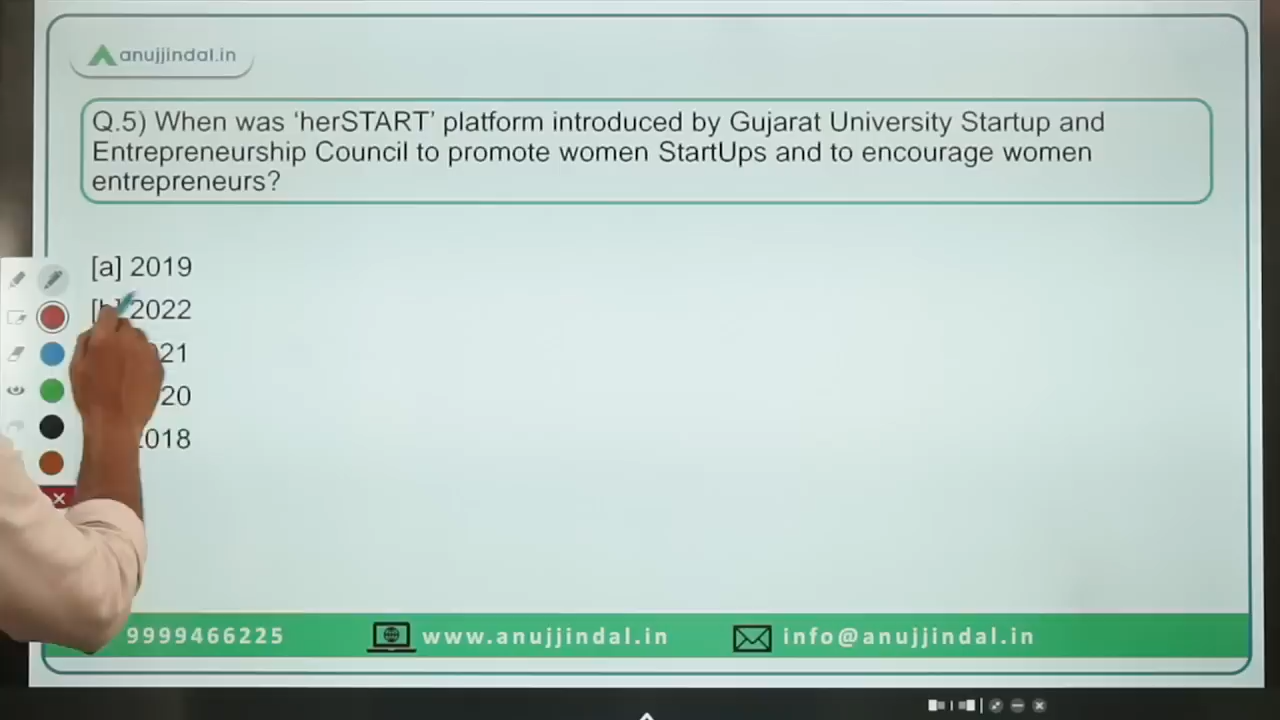 anujjindal.in
Q.5) When was ‘herSTART’ platform introduced by Gujarat University Startup and
Entrepreneurship Council to promote women StartUps and to encourage women
entrepreneurs?
[a] 2019
2022
21
20
2018
9999466225 www.anujjindal.in info@anujjindal.in